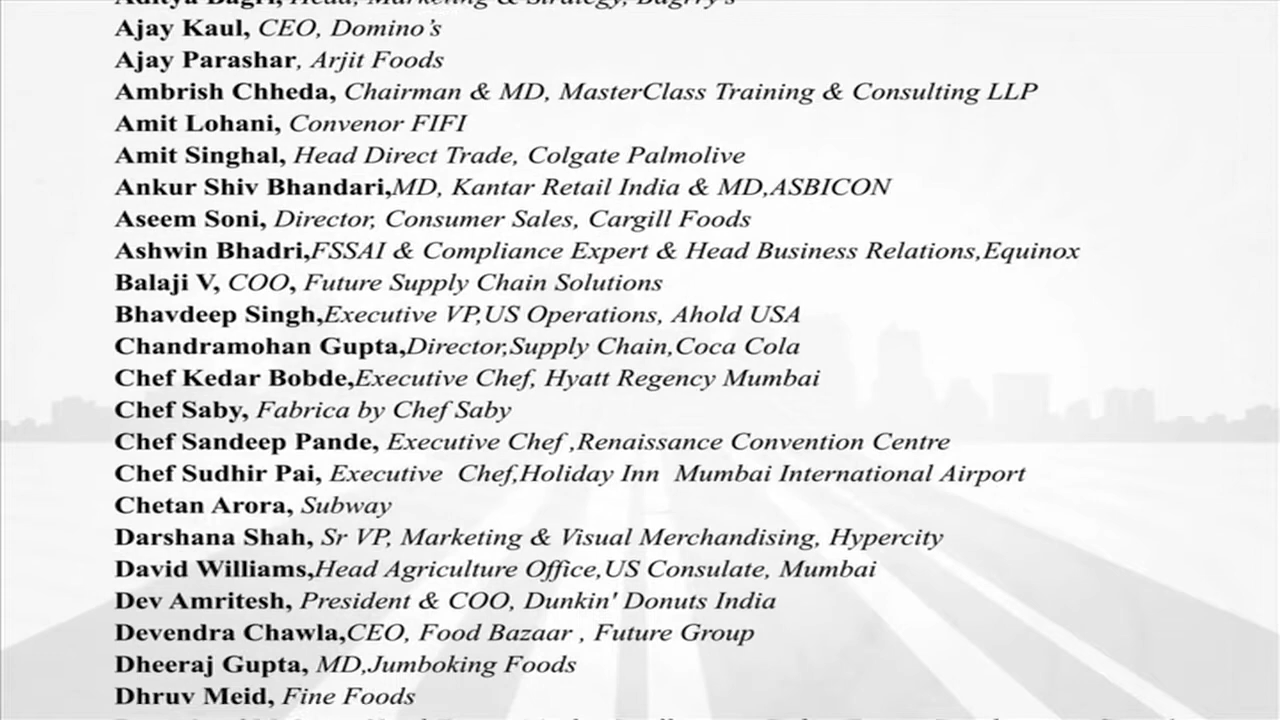 Aditya Bagri, Head, Marketing & Strategy, Bagrry's
Ajay Kaul, CEO, Domino's
Ajay Parashar, Arjit Foods
Ambrish Chheda, Chairman & MD, MasterClass Training & Consulting LLP
Amit Lohani, Convenor FIFI
Amit Singhal, Head Direct Trade, Colgate Palmolive
Ankur Shiv Bhandari,MD, Kantar Retail India & MD,ASBICON
Aseem Soni, Director, Consumer Sales, Cargill Foods
Ashwin Bhadri,FSSAI & Compliance Expert & Head Business Relations,Equinox
Balaji V, COO, Future Supply Chain Solutions
Bhavdeep Singh,Executive VP,US Operations, Ahold USA
Chandramohan Gupta,Director,Supply Chain,Coca Cola
Chef Kedar Bobde,Executive Chef, Hyatt Regency Mumbai
Chef Saby, Fabrica by Chef Saby
Chef Sandeep Pande, Executive Chef ,Renaissance Convention Centre
Chef Sudhir Pai, Executive  Chef,Holiday Inn  Mumbai International Airport
Chetan Arora, Subway
Darshana Shah, Sr VP, Marketing & Visual Merchandising, Hypercity
David Williams,Head Agriculture Office,US Consulate, Mumbai
Dev Amritesh, President & COO, Dunkin' Donuts India
Devendra Chawla,CEO, Food Bazaar , Future Group
Dheeraj Gupta, MD,Jumboking Foods
Dhruv Meid, Fine Foods